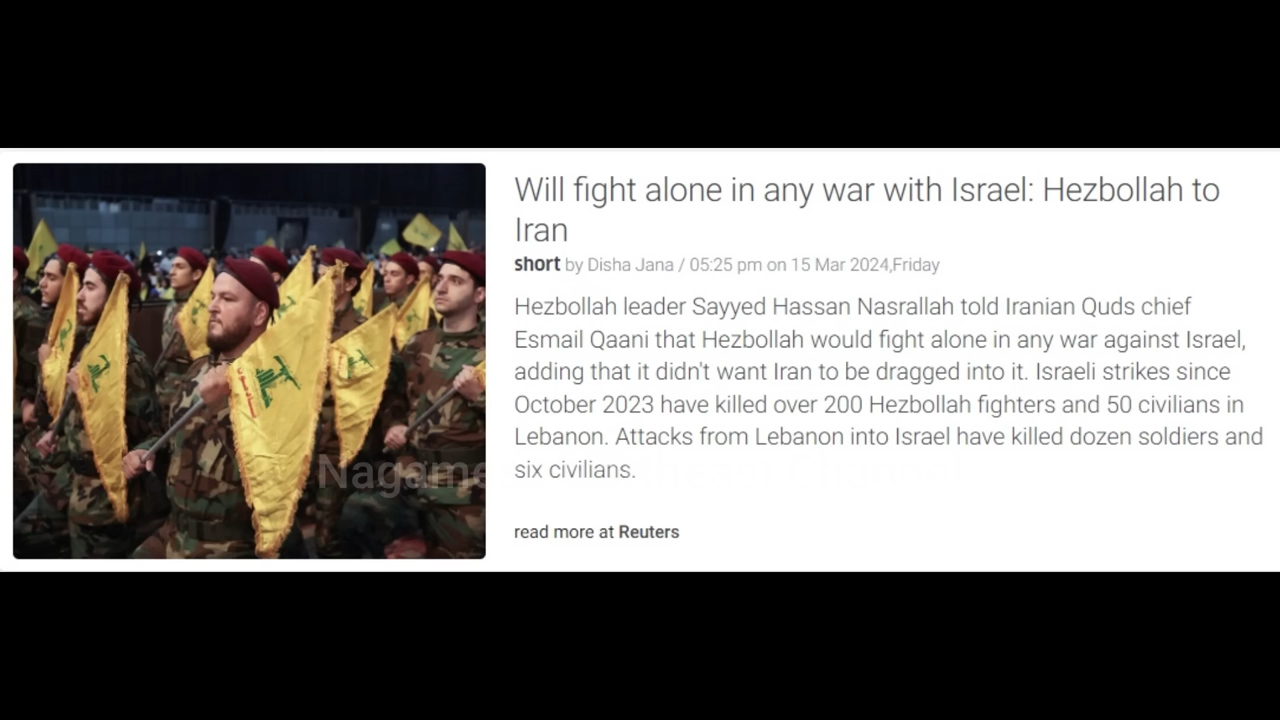 Will fight alone in any war with Israel: Hezbollah to
Iran
short by Disha Jana / 05:25 pm on 15 Mar 2024,Friday
Hezbollah leader Sayyed Hassan Nasrallah told Iranian Quds chief
Esmail Qaani that Hezbollah would fight alone in any war against Israel,
adding that it didn't want Iran to be dragged into it. Israeli strikes since
October 2023 have killed over 200 Hezbollah fighters and 50 civilians in
Lebanon. Attacks from Lebanon into Israel have killed dozen soldiers and
six civilians.
read more at Reuters